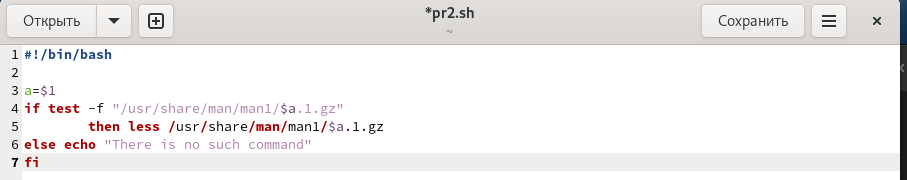 Открыть
*pr2.sh
~
Сохранить
1 #!/bin/bash
2
3 a=$1
4 if test -f "/usr/share/man/man1/$a.1.gz"
5         then less /usr/share/man/man1/$a.1.gz
6 else echo "There is no such command"
7 fi